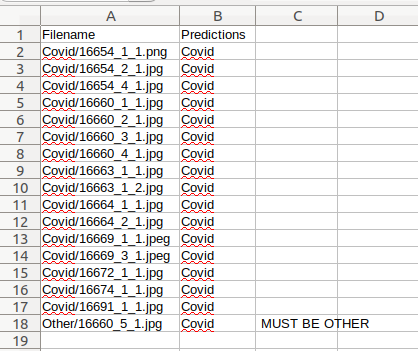 A B C D
1 Filename Predictions
2 Covid/16654_1_1.png Covid
3 Covid/16654_2_1.jpg Covid
4 Covid/16654_4_1.jpg Covid
5 Covid/16660_1_1.jpg Covid
6 Covid/16660_2_1.jpg Covid
7 Covid/16660_3_1.jpg Covid
8 Covid/16660_4_1.jpg Covid
9 Covid/16663_1_1.jpg Covid
10 Covid/16663_1_2.jpg Covid
11 Covid/16664_1_1.jpg Covid
12 Covid/16664_2_1.jpg Covid
13 Covid/16669_1_1.jpeg Covid
14 Covid/16669_3_1.jpeg Covid
15 Covid/16672_1_1.jpg Covid
16 Covid/16674_1_1.jpg Covid
17 Covid/16691_1_1.jpg Covid
18 Other/16660_5_1.jpg Covid MUST BE OTHER
19